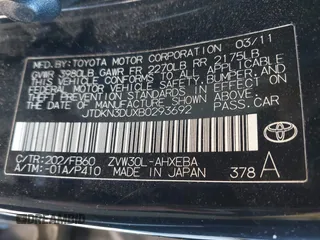 MFD. BY: TOYOTA MOTOR CORPORATION 03/11
GVWR 3980LB GAWR FR 2270LB RR 2175LB
THIS VEHICLE CONFORMS TO ALL APPLICABLE
FEDERAL MOTOR VEHICLE SAFETY, BUMPER, AND
THEFT PREVENTION STANDARDS IN EFFECT ON
THE DATE OF MANUFACTURE SHOWN ABOVE.
JTDKN3DUXB0293692 PASS. CAR
TOYOTA
C/TR: 202/FB60 ZVW30L-AHXEBA
A/TM: -01A/P410 MADE IN JAPAN 378 A